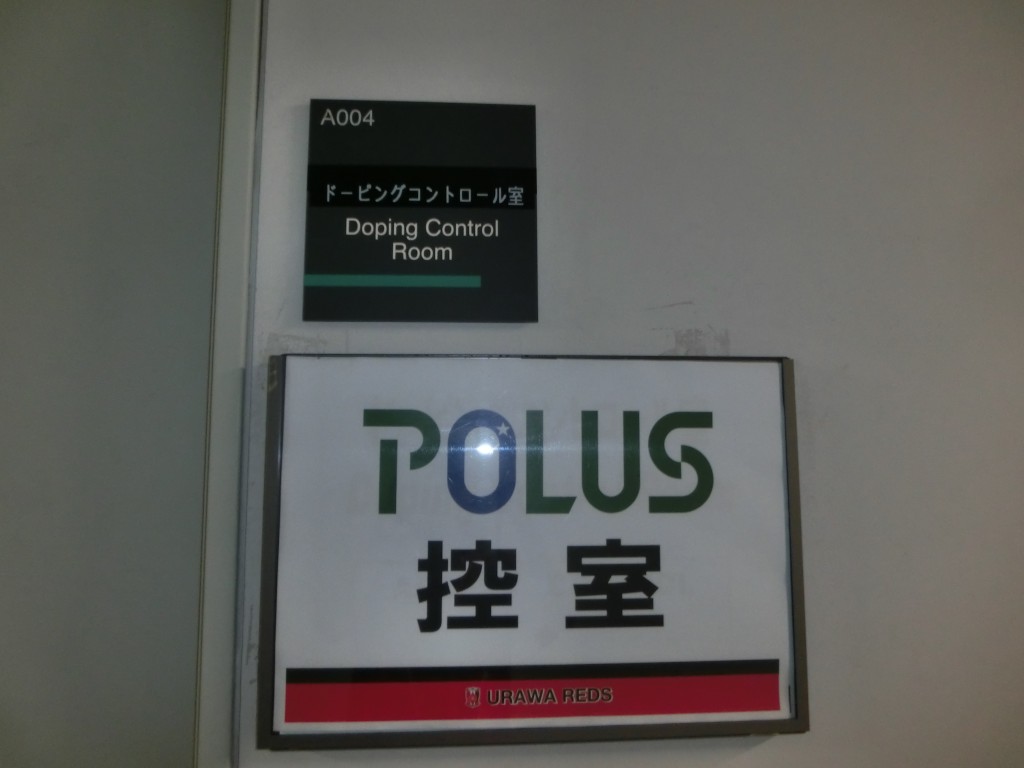 A004
ドーピングコントロール室
Doping Control
Room
POLUS
控室
URAWA REDS